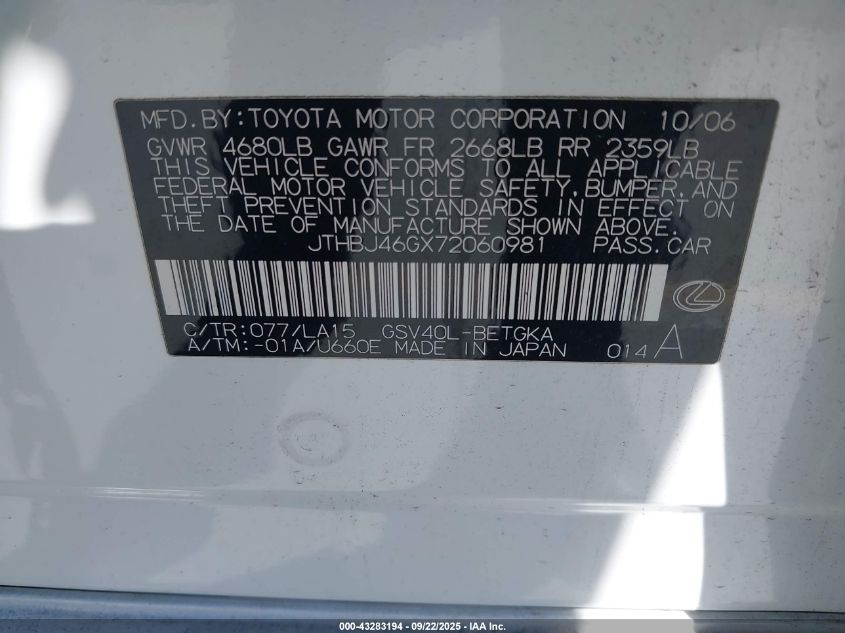 MFD. BY: TOYOTA MOTOR CORPORATION 10/06
GVWR 4680LB GAWR FR 2668LB RR 2359LB
THIS VEHICLE CONFORMS TO ALL APPLICABLE
FEDERAL MOTOR VEHICLE SAFETY, BUMPER, AND
THEFT PREVENTION STANDARDS IN EFFECT ON
THE DATE OF MANUFACTURE SHOWN ABOVE.
JTHBJ46GX72060981 PASS. CAR
C/TR: 077/LA15 GSV40L-BETGKA
A/TM: -01A/U660E MADE IN JAPAN 014 A
000-43283194 - 09/22/2025 - IAA Inc.